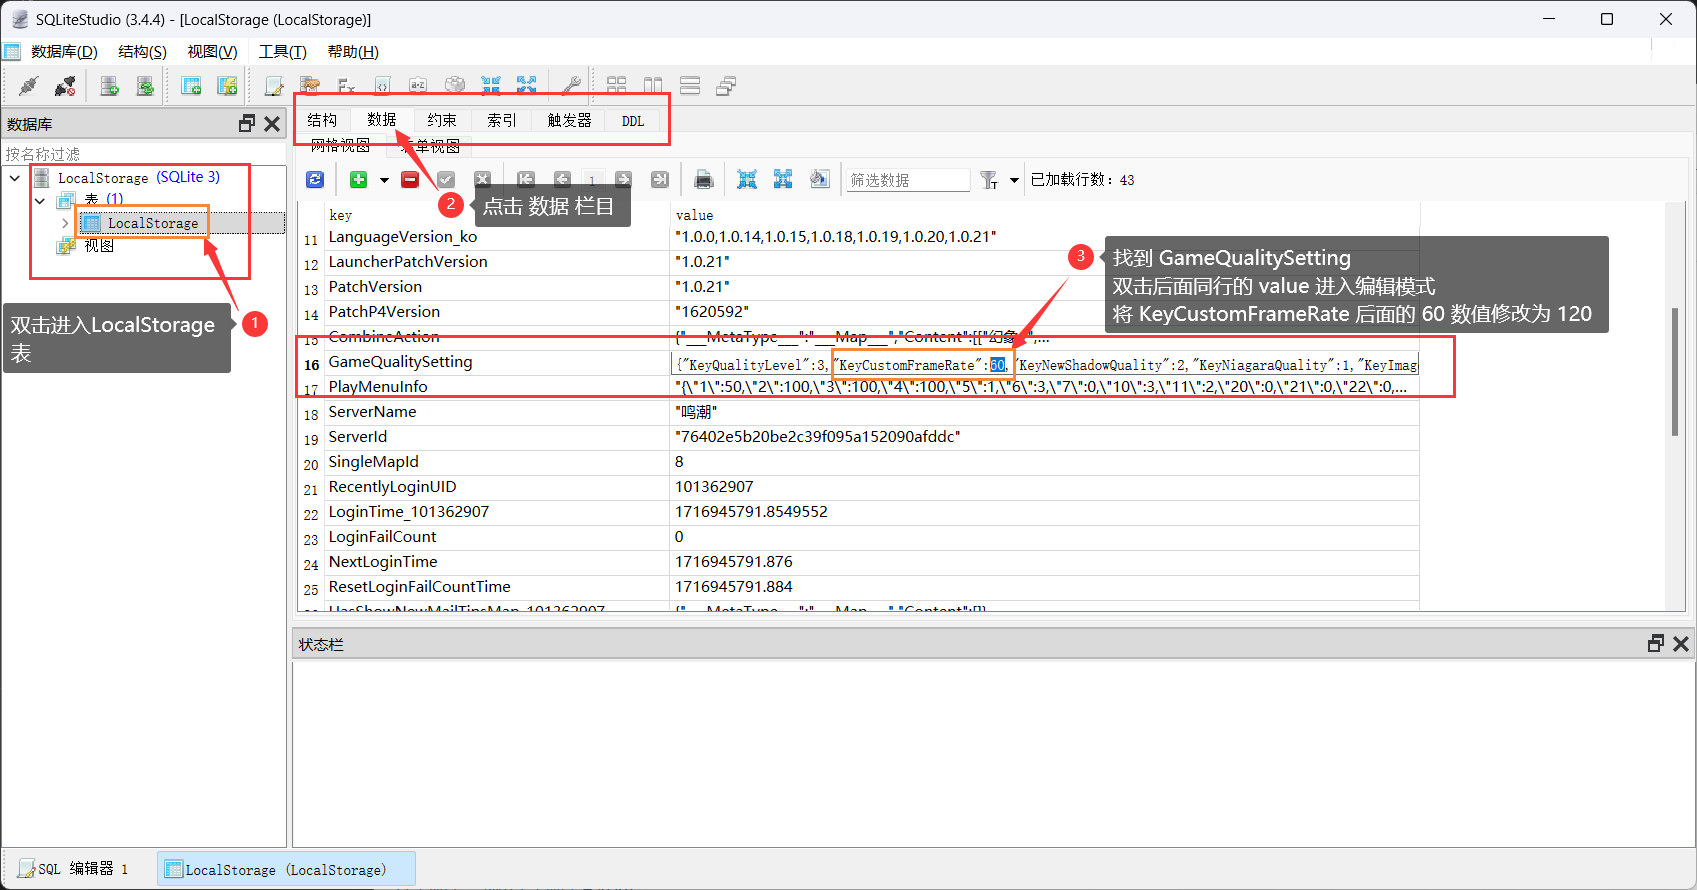 SQLiteStudio (3.4.4) - [LocalStorage (LocalStorage)]
数据库(D) 结构(S) 视图(V) 工具(T) 帮助(H)
数据库
按名称过滤
LocalStorage (SQLite 3)
表 (1)
LocalStorage
视图
1
双击进入LocalStorage
表
结构 数据 约束 索引 触发器 DDL
网格视图 表单视图
1
筛选数据
已加载行数：43
2
点击 数据 栏目
key value
11 LanguageVersion_ko "1.0.0,1.0.14,1.0.15,1.0.18,1.0.19,1.0.20,1.0.21"
12 LauncherPatchVersion "1.0.21"
13 PatchVersion "1.0.21"
14 PatchP4Version "1620592"
15 CombineAction {"___MetaType___":"___Map___","Content":[["幻象
16 GameQualitySetting {"KeyQualityLevel":3,"KeyCustomFrameRate":60,"KeyNewShadowQuality":2,"KeyNiagaraQuality":1,"KeyImag
17 PlayMenuInfo "{\"1\":50,\"2\":100,\"3\":100,\"4\":100,\"5\":1,\"6\":3,\"7\":0,\"10\":3,\"11\":2,\"20\":0,\"21\":0,\"22\":0,...
18 ServerName "鸣潮"
19 ServerId "76402e5b20be2c39f095a152090afddc"
20 SingleMapId 8
21 RecentlyLoginUID 101362907
22 LoginTime_101362907 1716945791.8549552
23 LoginFailCount 0
24 NextLoginTime 1716945791.876
25 ResetLoginFailCountTime 1716945791.884
HasShowNewMailTipsMap_101362907 {"___MetaType___":"___Map___","Content":[]}
3
找到 GameQualitySetting
双击后面同行的 value 进入编辑模式
将 KeyCustomFrameRate 后面的 60 数值修改为 120
状态栏
SQL 编辑器 1
LocalStorage (LocalStorage)